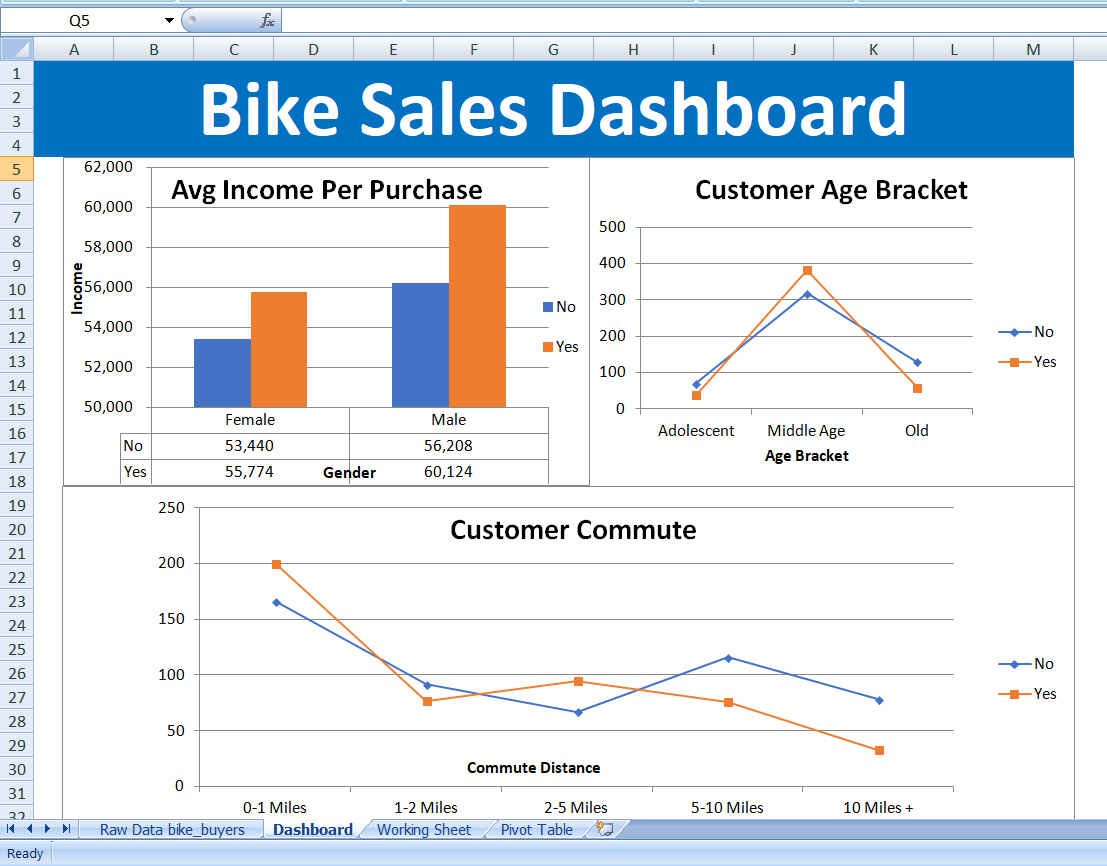 Q5 fx
A B C D E F G H I J K L M
1
2
3
4
5
6
7
8
9
10
11
12
13
14
15
16
17
18
19
20
21
22
23
24
25
26
27
28
29
30
31
32
Bike Sales Dashboard
Avg Income Per Purchase
62,000
60,000
58,000
56,000
54,000
52,000
50,000
Income
No
Yes
Female Male
No 53,440 56,208
Yes 55,774 60,124
Gender
Customer Age Bracket
500
400
300
200
100
0
Adolescent Middle Age Old
Age Bracket
No
Yes
Customer Commute
250
200
150
100
50
0
Commute Distance
0-1 Miles 1-2 Miles 2-5 Miles 5-10 Miles 10 Miles +
No
Yes
Raw Data bike_buyers Dashboard Working Sheet Pivot Table
Ready